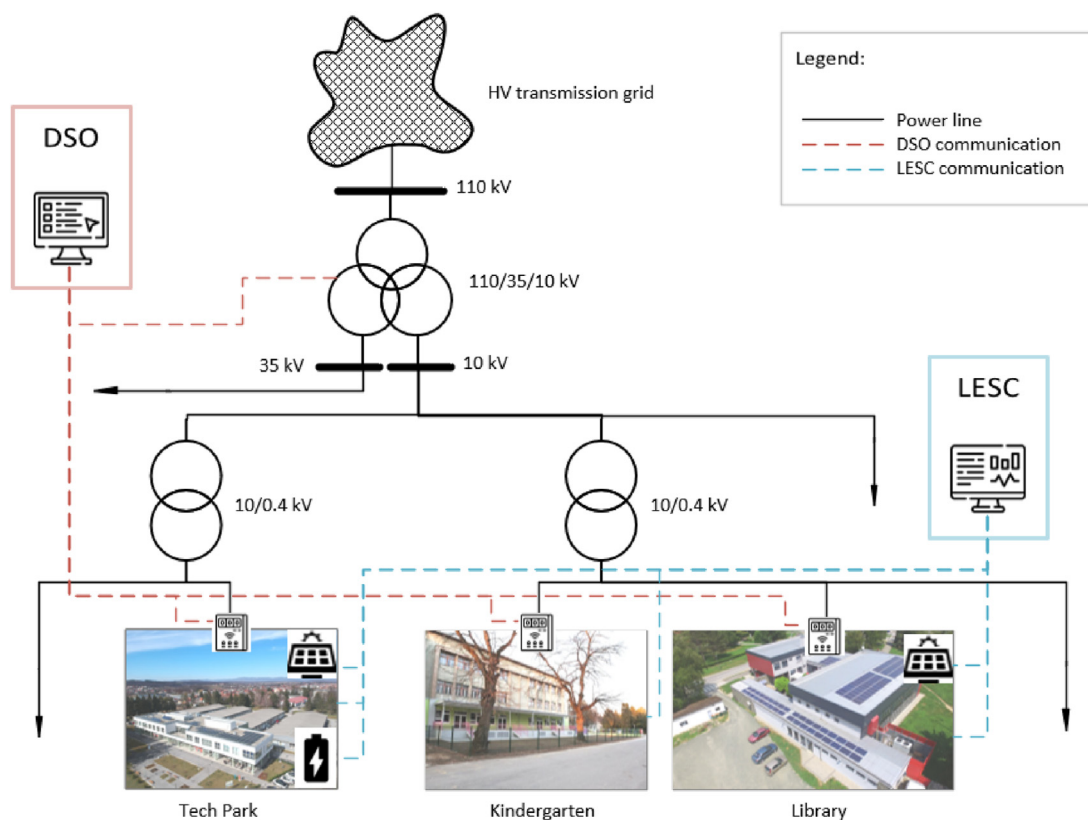 HV transmission grid
Legend:
Power line
DSO communication
LESC communication
DSO
110 kV
110/35/10 kV
35 kV
10 kV
LESC
10/0.4 kV
10/0.4 kV
Tech Park
Kindergarten
Library